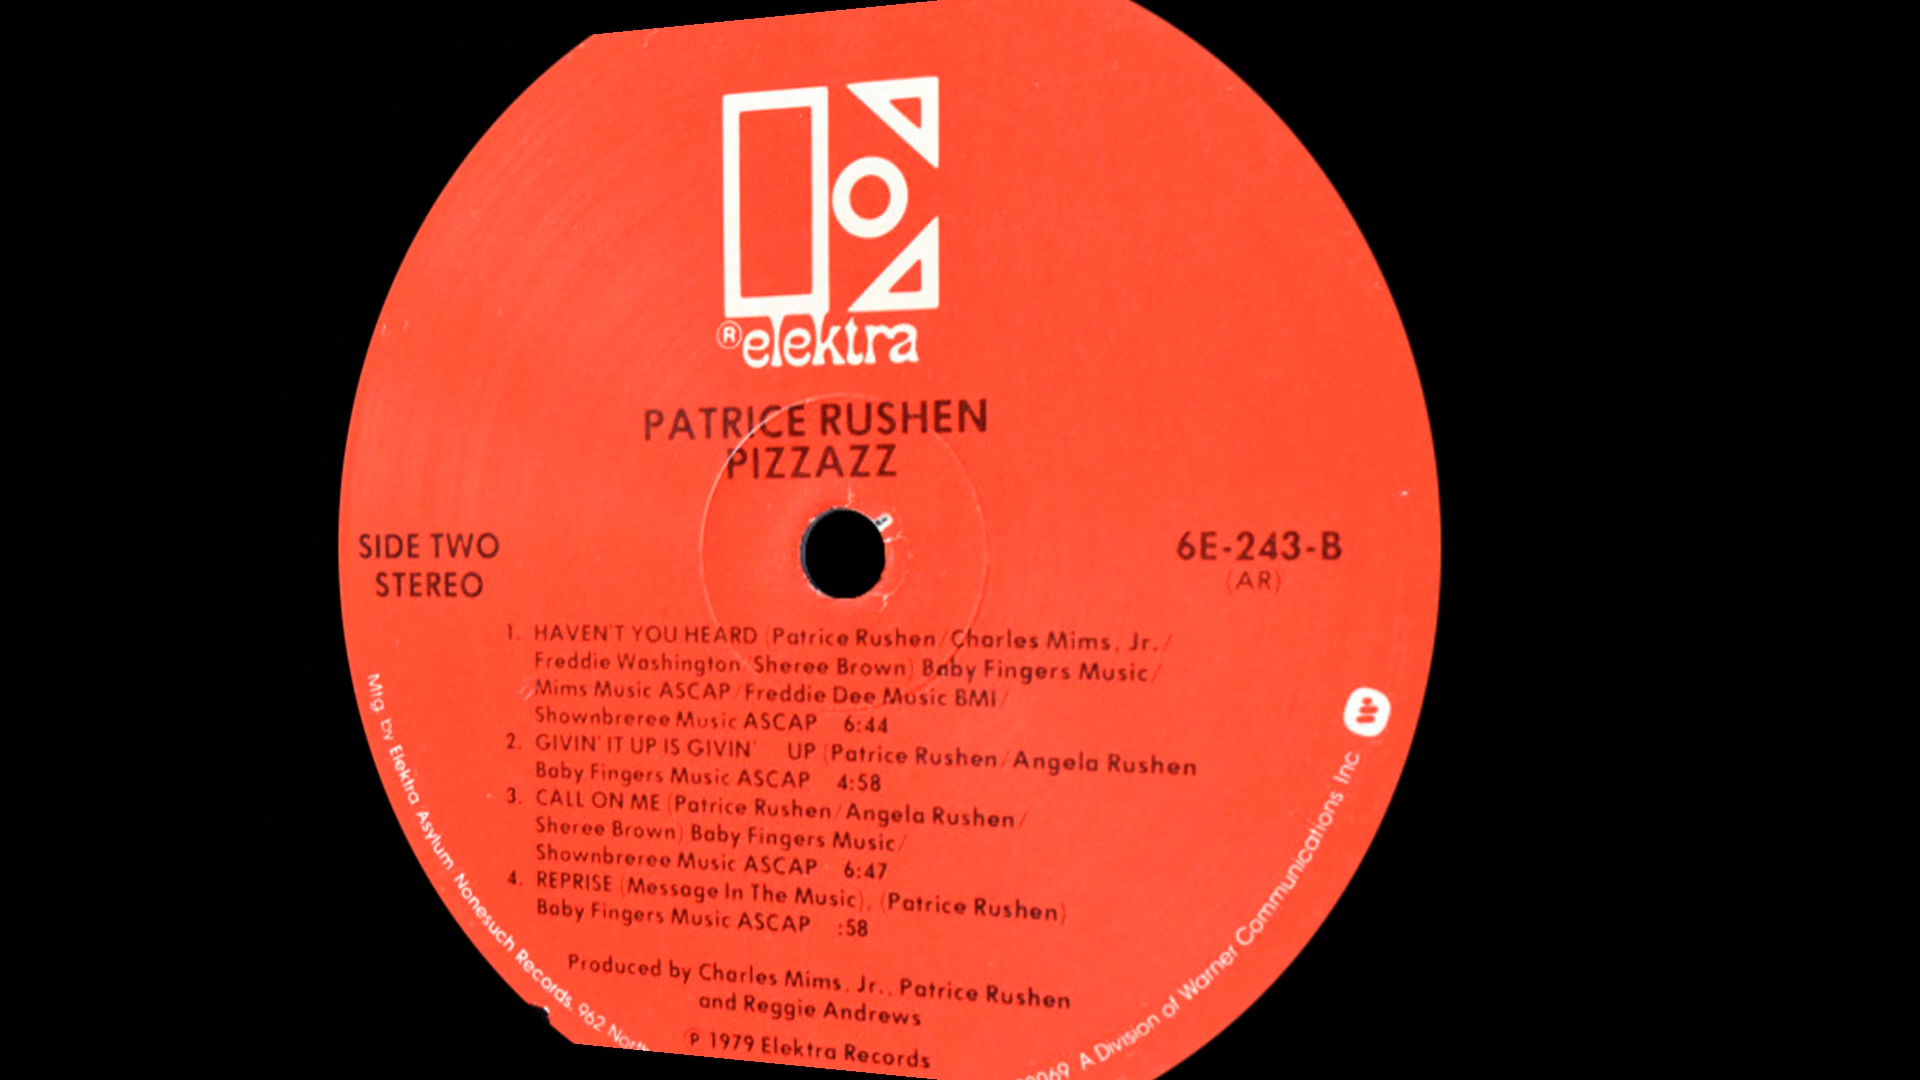 ® elektra
PATRICE RUSHEN
PIZZAZZ
SIDE TWO
STEREO
6E-243-B
(AR)
1. HAVEN'T YOU HEARD (Patrice Rushen/Charles Mims, Jr./
Freddie Washington/Sheree Brown) Baby Fingers Music/
Mims Music ASCAP/Freddie Dee Music BMI/
Shownbreree Music ASCAP 6:44
2. GIVIN' IT UP IS GIVIN' UP (Patrice Rushen/Angela Rushen
Baby Fingers Music ASCAP 4:58
3. CALL ON ME (Patrice Rushen/Angela Rushen/
Sheree Brown) Baby Fingers Music/
Shownbreree Music ASCAP 6:47
4. REPRISE (Message In The Music), (Patrice Rushen)
Baby Fingers Music ASCAP :58
Produced by Charles Mims, Jr., Patrice Rushen
and Reggie Andrews
℗ 1979 Elektra Records
Mfg. by Elektra/Asylum/Nonesuch Records, 962 North
A Division of Warner Communications Inc.